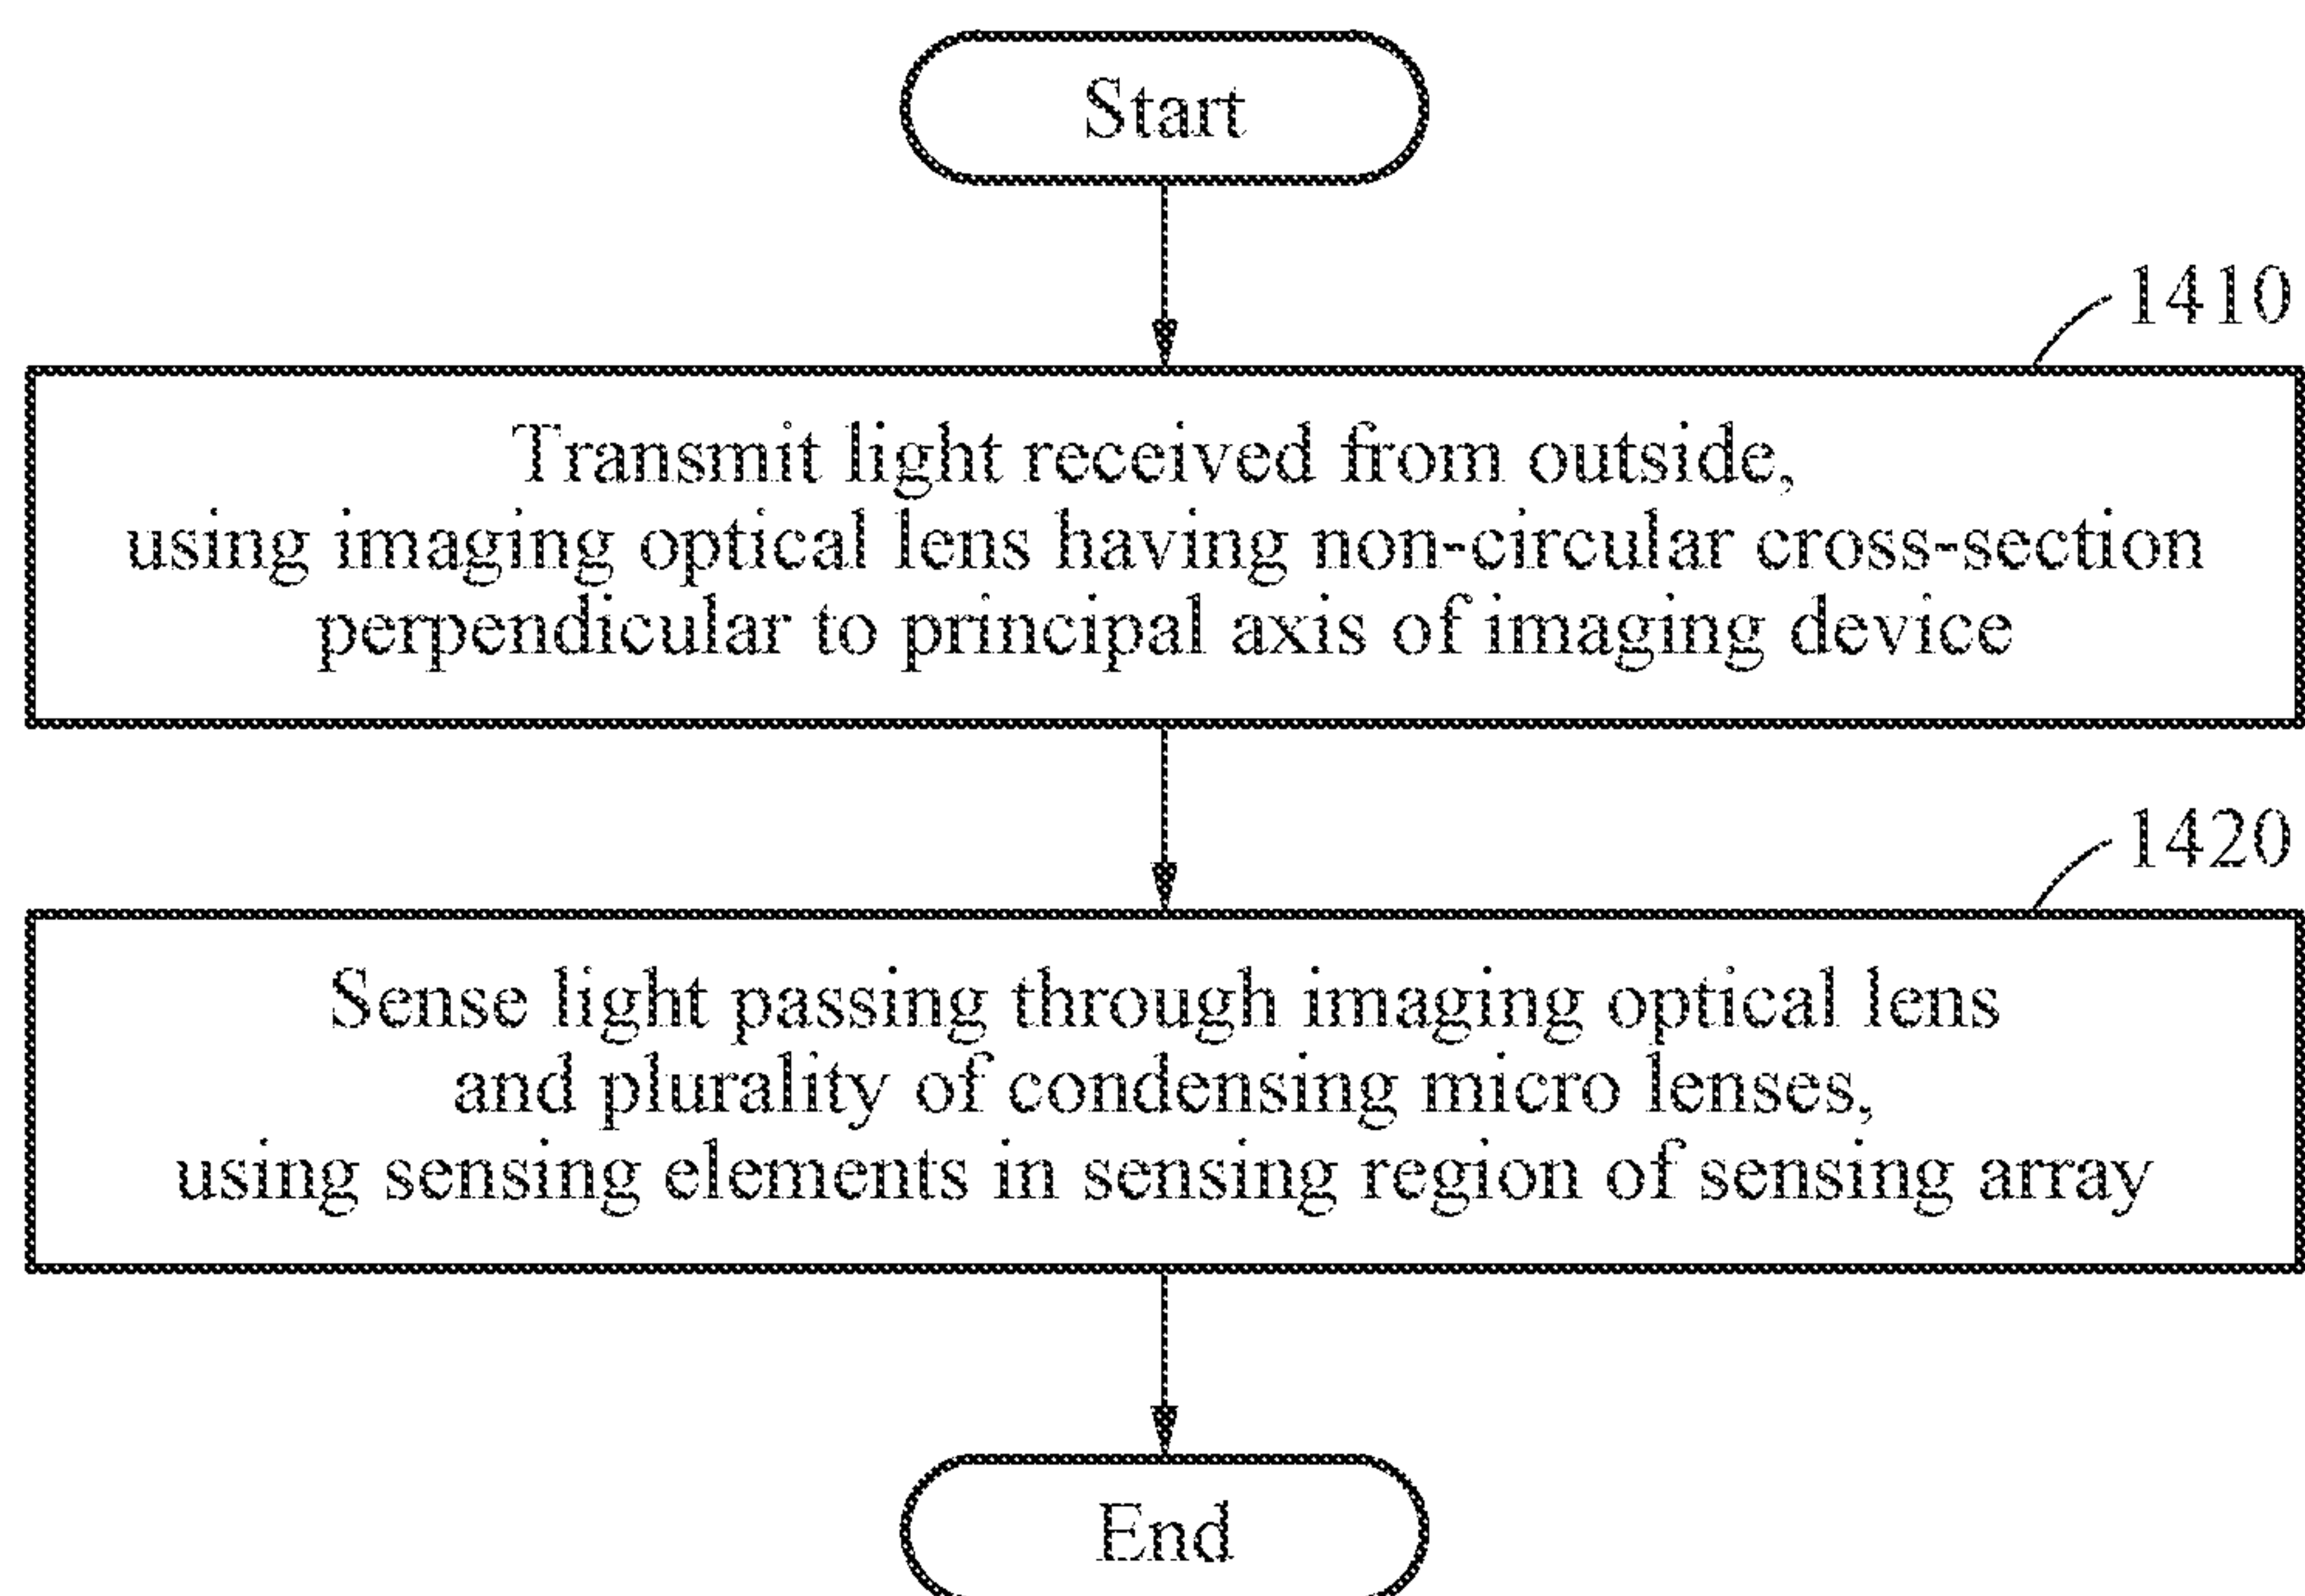 Start
1410
Transmit light received from outside,
using imaging optical lens having non-circular cross-section
perpendicular to principal axis of imaging device
1420
Sense light passing through imaging optical lens
and plurality of condensing micro lenses,
using sensing elements in sensing region of sensing array
End